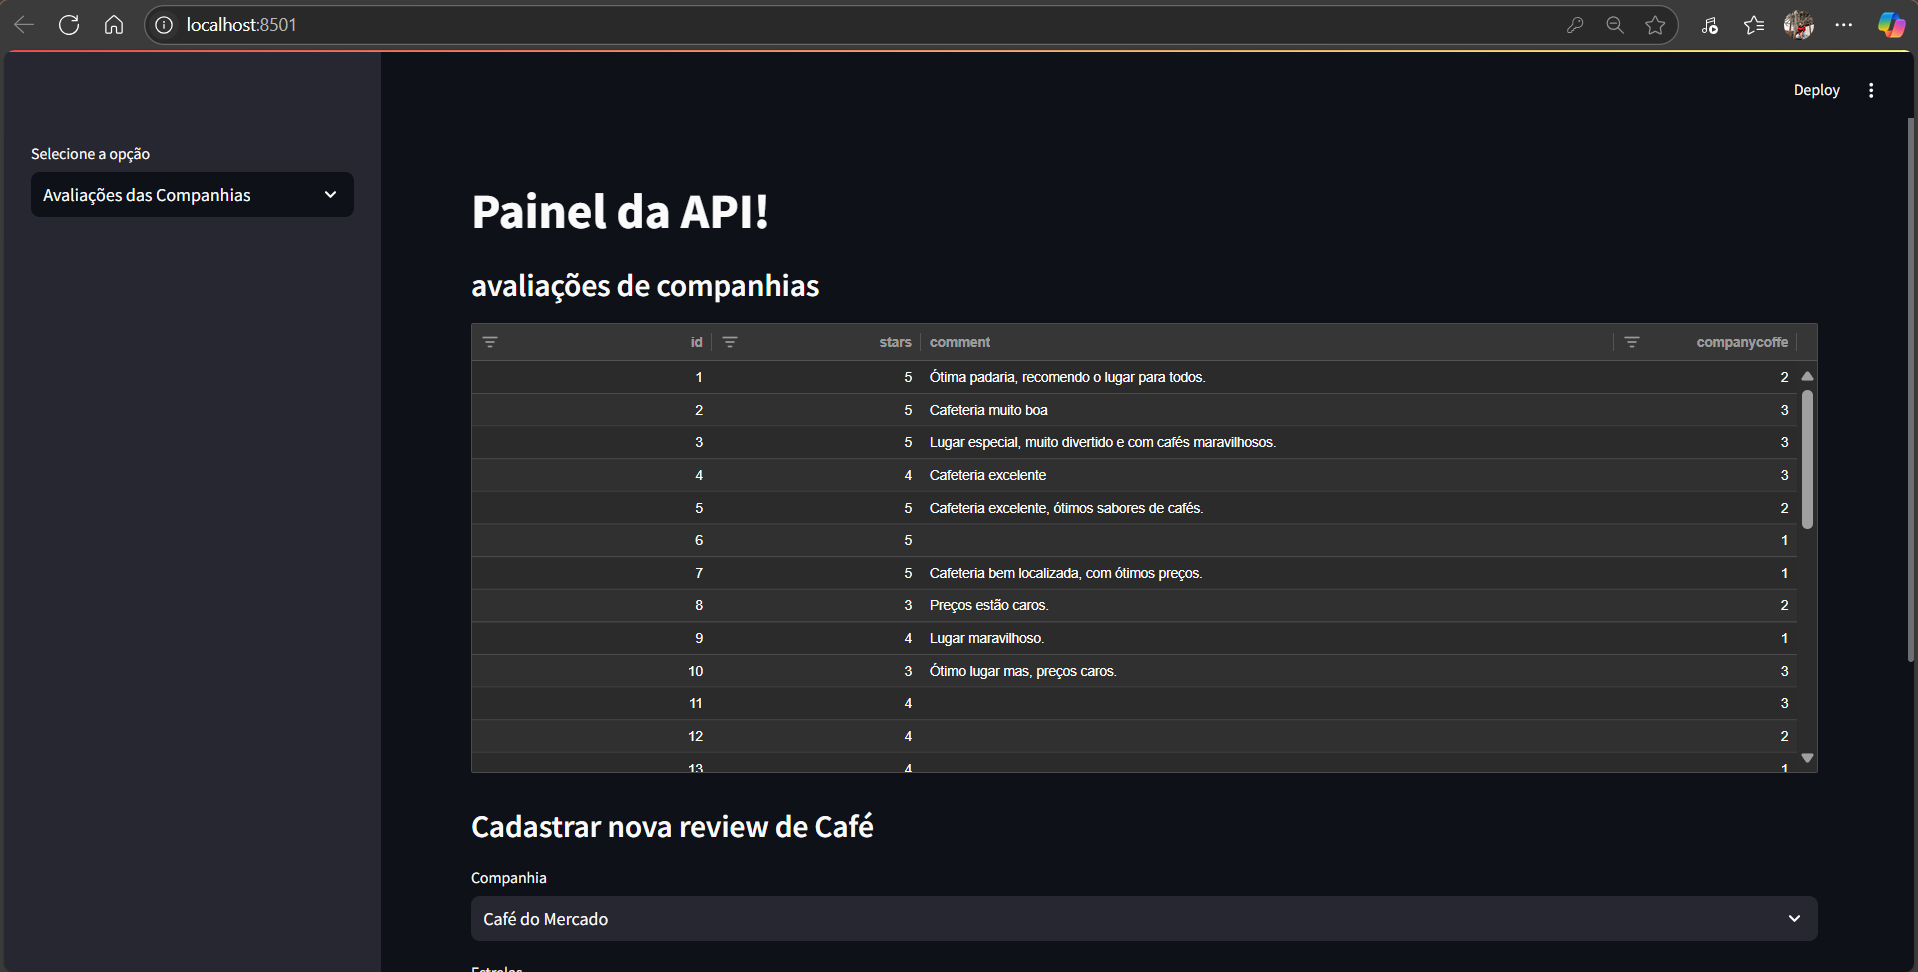 localhost:8501
Deploy
Selecione a opção
Avaliações das Companhias
Painel da API!
avaliações de companhias
id stars comment companycoffe
1 5 Ótima padaria, recomendo o lugar para todos. 2
2 5 Cafeteria muito boa 3
3 5 Lugar especial, muito divertido e com cafés maravilhosos. 3
4 4 Cafeteria excelente 3
5 5 Cafeteria excelente, ótimos sabores de cafés. 2
6 5 1
7 5 Cafeteria bem localizada, com ótimos preços. 1
8 3 Preços estão caros. 2
9 4 Lugar maravilhoso. 1
10 3 Ótimo lugar mas, preços caros. 3
11 4 3
12 4 2
13 4 1
Cadastrar nova review de Café
Companhia
Café do Mercado
Estrelas